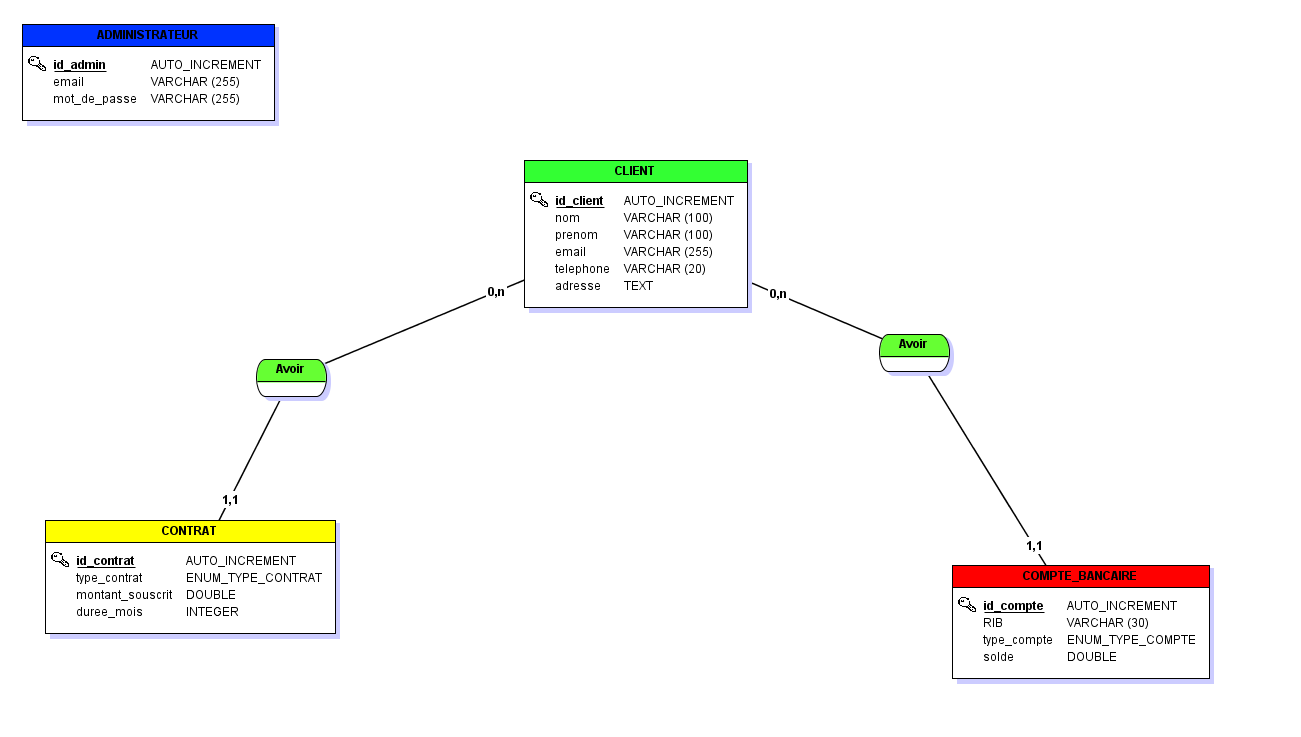 ADMINISTRATEUR
id_admin AUTO_INCREMENT
email VARCHAR (255)
mot_de_passe VARCHAR (255)
CLIENT
id_client AUTO_INCREMENT
nom VARCHAR (100)
prenom VARCHAR (100)
email VARCHAR (255)
telephone VARCHAR (20)
adresse TEXT
0,n
0,n
Avoir
Avoir
1,1
1,1
CONTRAT
id_contrat AUTO_INCREMENT
type_contrat ENUM_TYPE_CONTRAT
montant_souscrit DOUBLE
duree_mois INTEGER
COMPTE_BANCAIRE
id_compte AUTO_INCREMENT
RIB VARCHAR (30)
type_compte ENUM_TYPE_COMPTE
solde DOUBLE